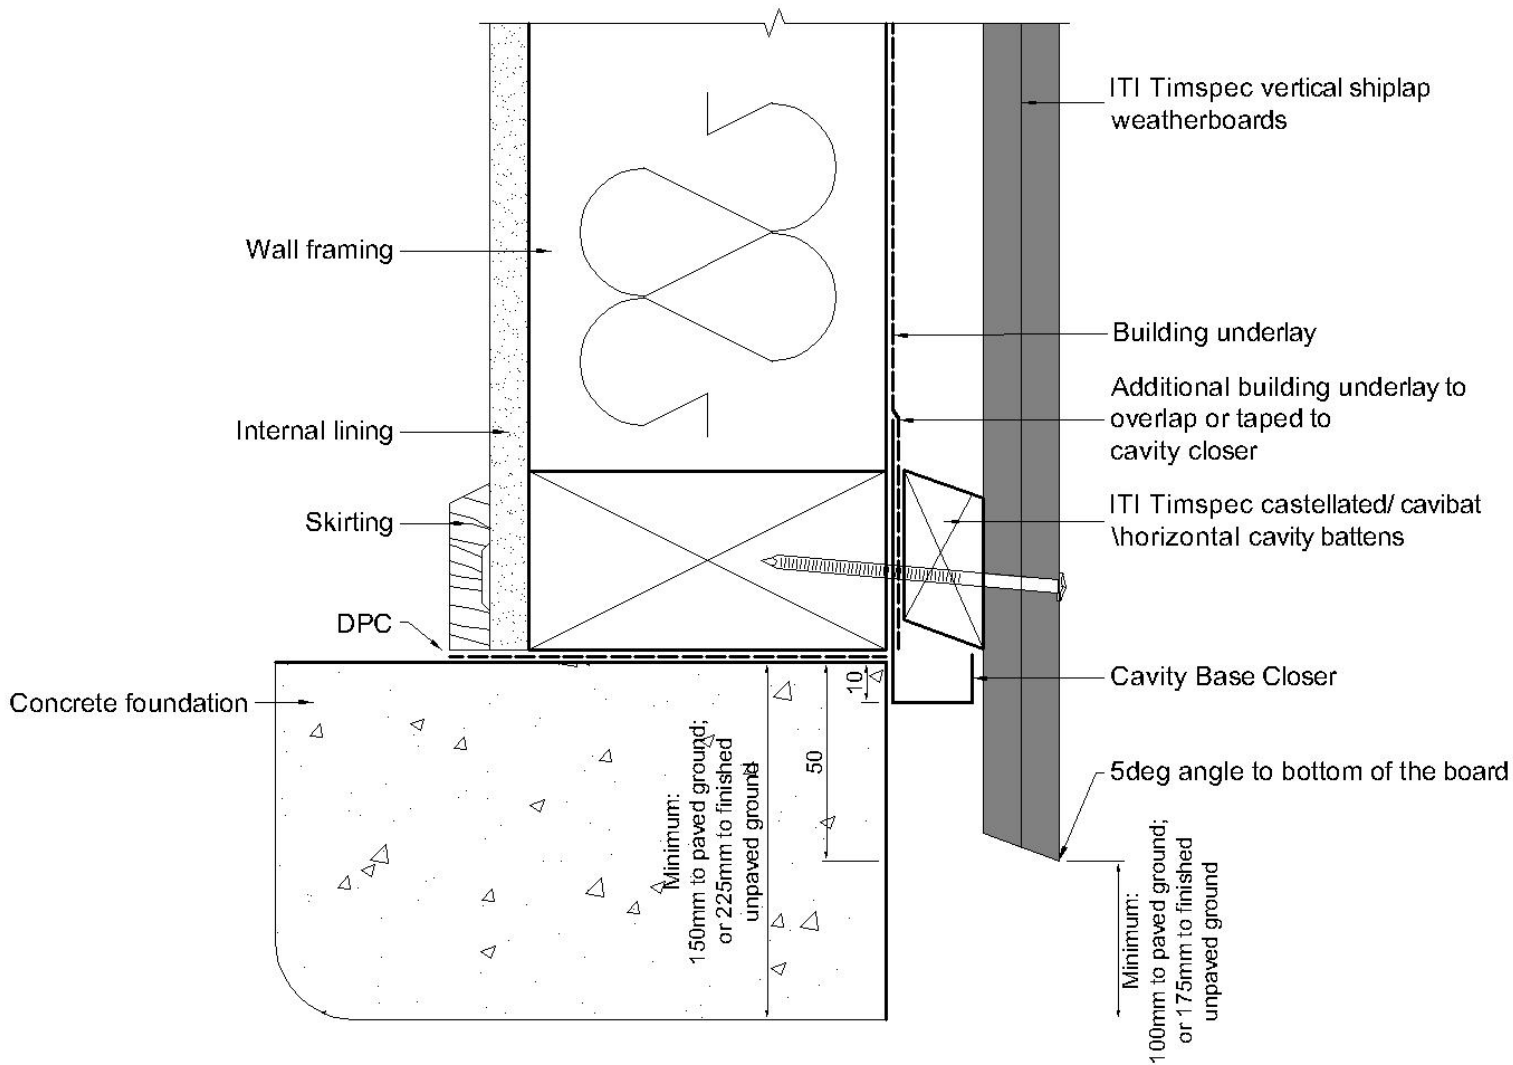 ITI Timspec vertical shiplap
weatherboards
Wall framing
Building underlay
Additional building underlay to
overlap or taped to
cavity closer
Internal lining
ITI Timspec castellated/ cavibat
\horizontal cavity battens
Skirting
DPC
Cavity Base Closer
Concrete foundation
10
50
Minimum:
150mm to paved ground;
or 225mm to finished
unpaved ground
5deg angle to bottom of the board
Minimum:
100mm to paved ground;
or 175mm to finished
unpaved ground